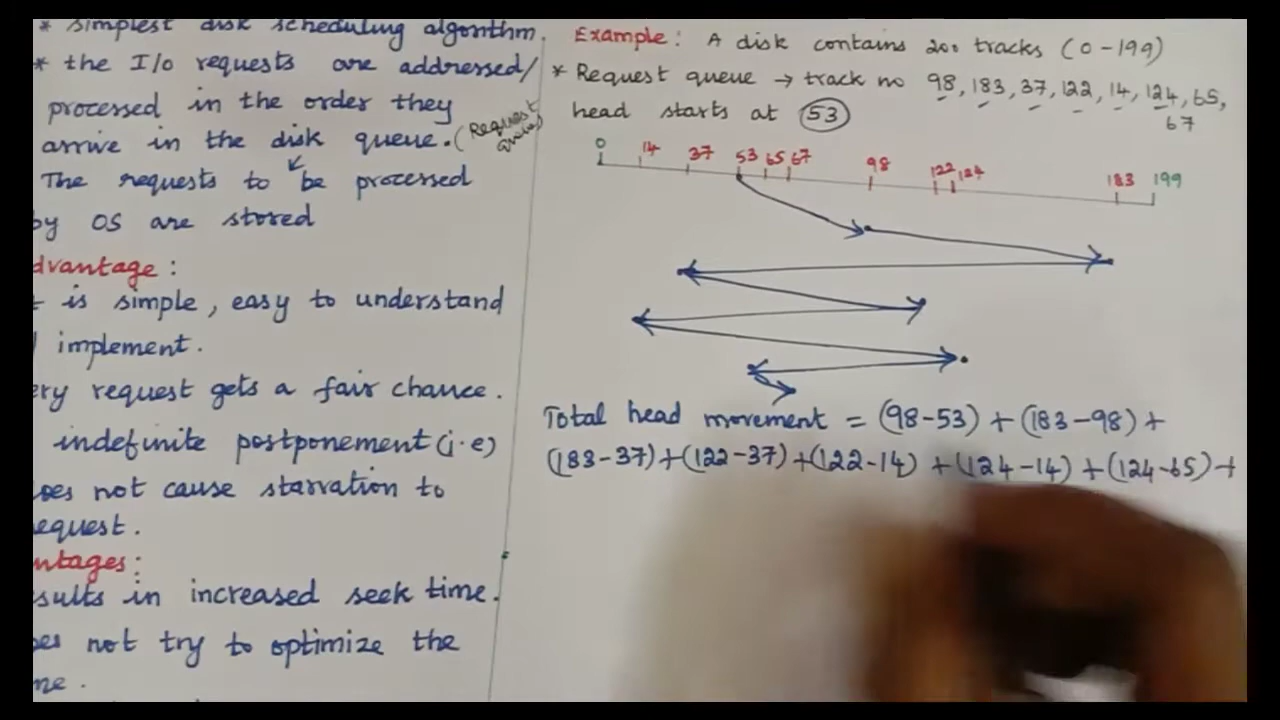 * simplest disk scheduling algorithm.
* the I/o requests are addressed/
processed in the order they
arrive in the disk queue. (Request
The requests to be processed
by OS are stored
dvantage :
t is simple, easy to understand
implement.
ery request gets a fair chance.
indefinite postponement (i.e)
oes not cause starvation to
equest.
ntages:
sults in increased seek time.
oes not try to optimize the
me.
Example: A disk contains 200 tracks (0-199)
* Request queue → track no 98, 183, 37, 122, 14, 124, 65,
67
head starts at 53
0 14 37 53 65 67 98 122 124 183 199
Total head movement = (98-53) + (183-98) +
(183-37)+(122-37)+(122-14) +(124-14)+(124-65)+